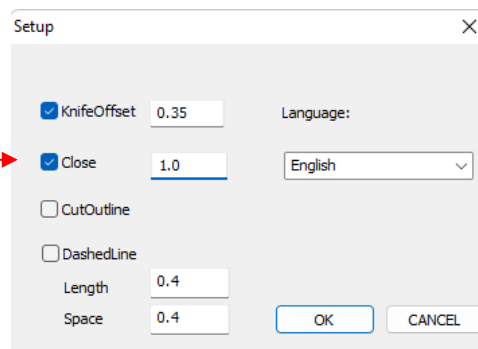 Setup
KnifeOffset 0.35 Language:
Close 1.0 English
CutOutline
DashedLine
Length 0.4
Space 0.4 OK CANCEL